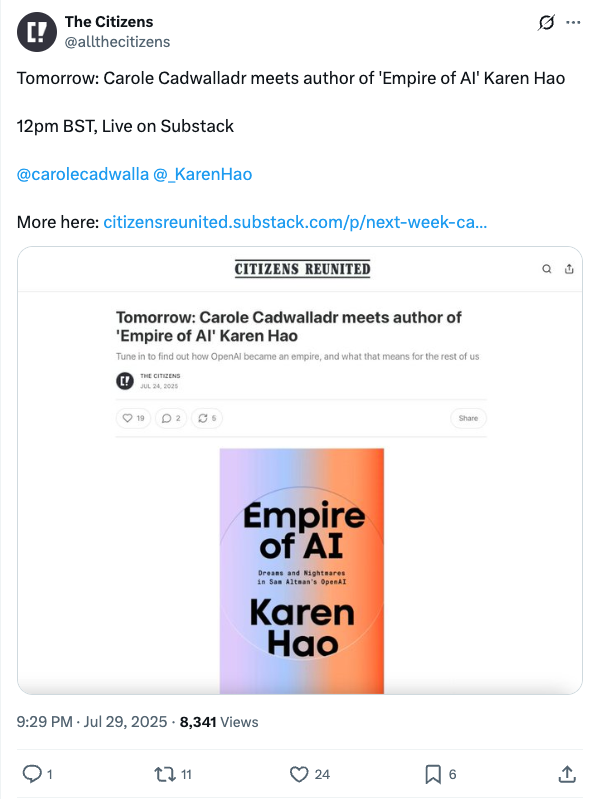 The Citizens
@allthecitizens
Tomorrow: Carole Cadwalladr meets author of 'Empire of AI' Karen Hao
12pm BST, Live on Substack
@carolecadwalla @_KarenHao
More here: citizensreunited.substack.com/p/next-week-ca...
CITIZENS REUNITED
Tomorrow: Carole Cadwalladr meets author of
'Empire of AI' Karen Hao
Tune in to find out how OpenAI became an empire, and what that means for the rest of us
THE CITIZENS
JUL 24, 2025
19 2 5 Share
Empire
of AI
Dreams and Nightmares
in Sam Altman's OpenAI
Karen
Hao
9:29 PM · Jul 29, 2025 · 8,341 Views
1 11 24 6